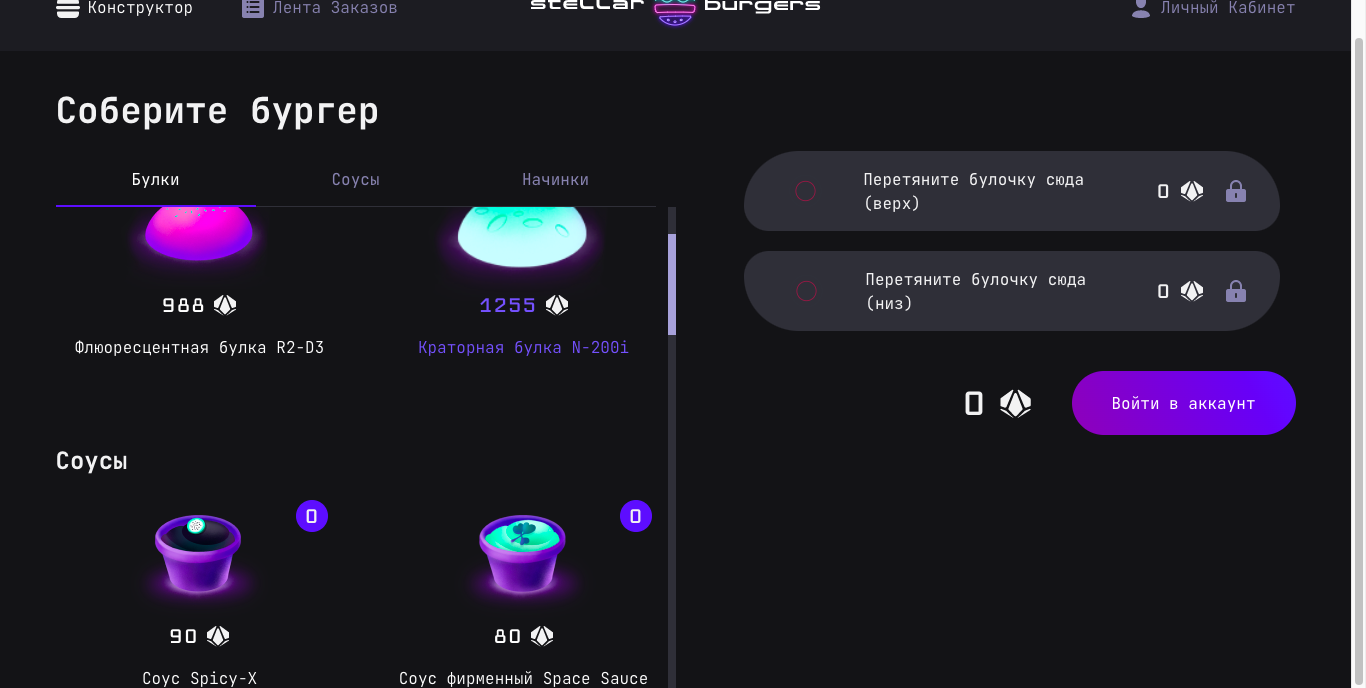 Конструктор
Лента Заказов
stellar burgers
Личный Кабинет
Соберите бургер
Булки
Соусы
Начинки
988
1255
Флюоресцентная булка R2-D3
Краторная булка N-200i
Соусы
0
0
90
80
Соус Spicy-X
Соус фирменный Space Sauce
Перетяните булочку сюда
(верх)
0
Перетяните булочку сюда
(низ)
0
0
Войти в аккаунт